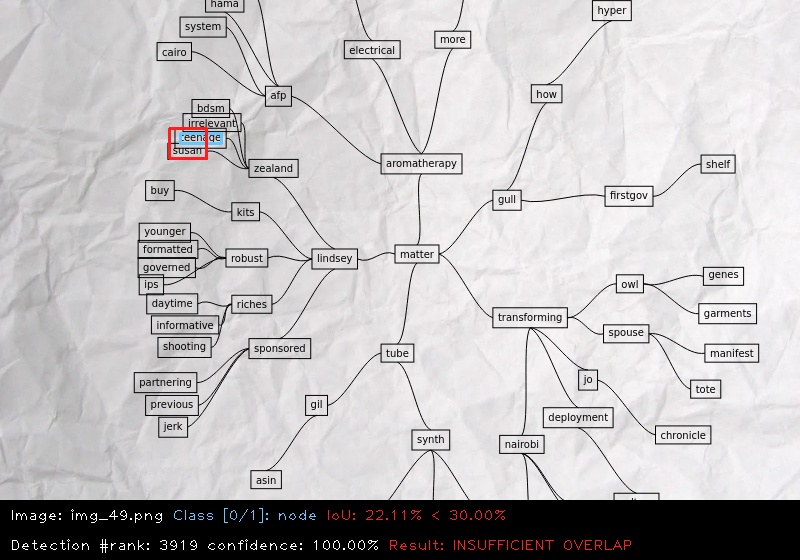 hama
hyper
system
more
electrical
cairo
how
afp
bdsm
irrelevant
teenage
susan
aromatherapy
shelf
zealand
buy
firstgov
gull
kits
younger
formatted
matter
robust
lindsey
governed
genes
ips
owl
daytime
riches
garments
transforming
informative
spouse
shooting
sponsored
tube
manifest
partnering
jo
tote
previous
gil
deployment
jerk
chronicle
synth
nairobi
asin
Image: img_49.png Class [0/1]: node IoU: 22.11% < 30.00%
Detection #rank: 3919 confidence: 100.00% Result: INSUFFICIENT OVERLAP